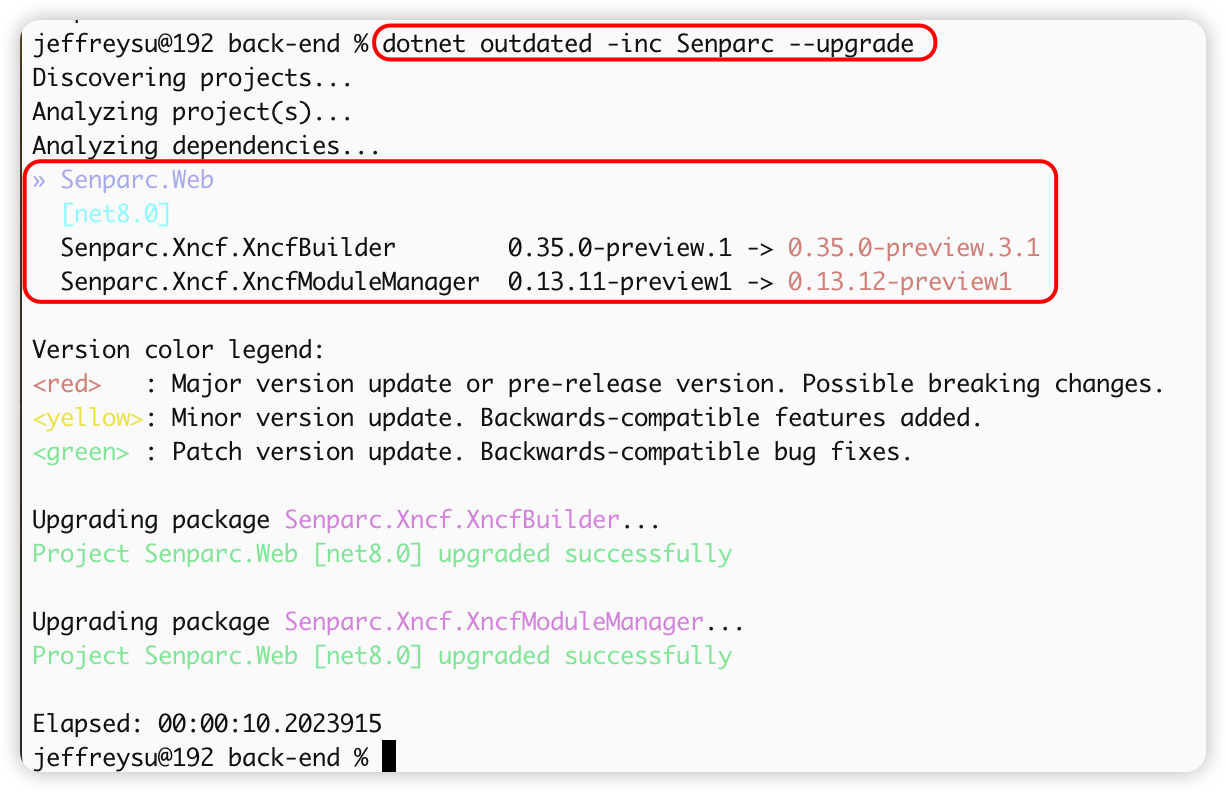 jeffreysu@192 back-end % dotnet outdated -inc Senparc --upgrade
Discovering projects...
Analyzing project(s)...
Analyzing dependencies...
» Senparc.Web
[net8.0]
Senparc.Xncf.XncfBuilder 0.35.0-preview.1 -> 0.35.0-preview.3.1
Senparc.Xncf.XncfModuleManager 0.13.11-preview1 -> 0.13.12-preview1
Version color legend:
<red> : Major version update or pre-release version. Possible breaking changes.
<yellow>: Minor version update. Backwards-compatible features added.
<green> : Patch version update. Backwards-compatible bug fixes.
Upgrading package Senparc.Xncf.XncfBuilder...
Project Senparc.Web [net8.0] upgraded successfully
Upgrading package Senparc.Xncf.XncfModuleManager...
Project Senparc.Web [net8.0] upgraded successfully
Elapsed: 00:00:10.2023915
jeffreysu@192 back-end %